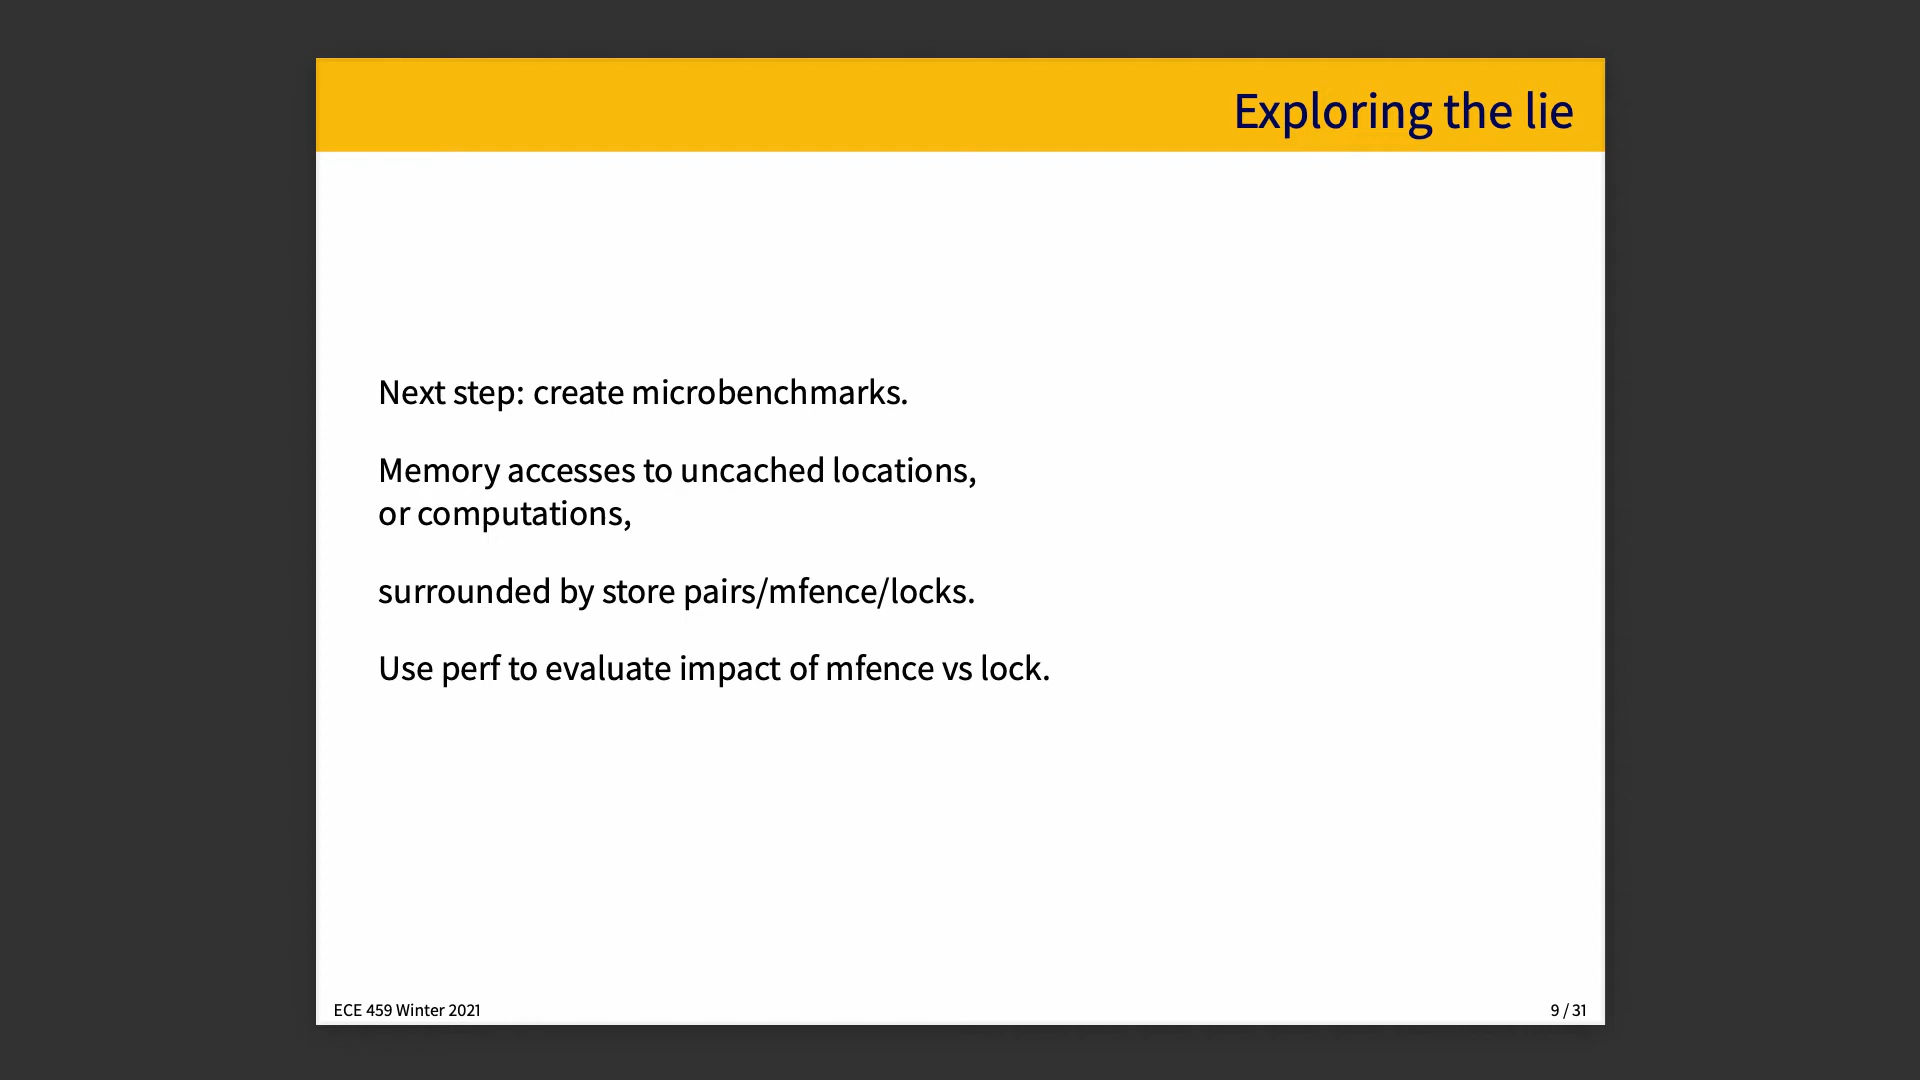 Exploring the lie
Next step: create microbenchmarks.
Memory accesses to uncached locations,
or computations,
surrounded by store pairs/mfence/locks.
Use perf to evaluate impact of mfence vs lock.
ECE 459 Winter 2021
9 / 31